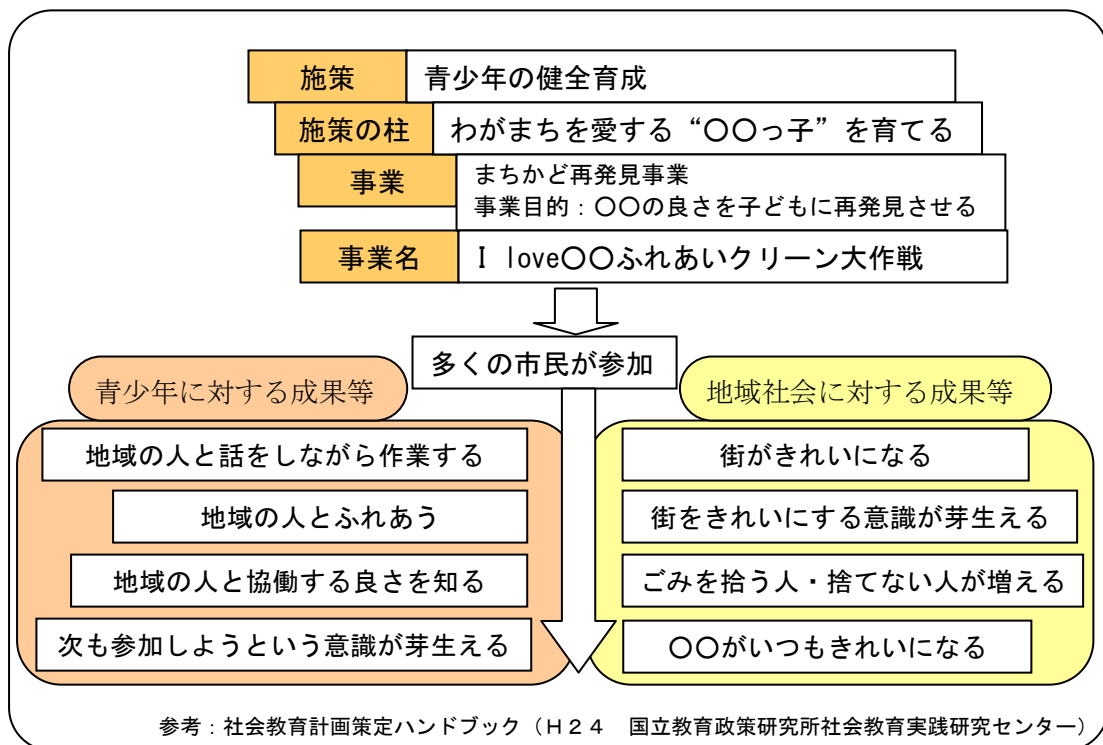 施策 青少年の健全育成
施策の柱 わがまちを愛する“〇〇っ子”を育てる
事業 まちかど再発見事業
事業目的:〇〇の良さを子どもに再発見させる
事業名 I love〇〇ふれあいクリーン大作戦
多くの市民が参加
青少年に対する成果等
地域の人と話をしながら作業する
地域の人とふれあう
地域の人と協働する良さを知る
次も参加しようという意識が芽生える
地域社会に対する成果等
街がきれいになる
街をきれいにする意識が芽生える
ごみを拾う人・捨てない人が増える
〇〇がいつもきれいになる
参考:社会教育計画策定ハンドブック(H24 国立教育政策研究所社会教育実践研究センター)